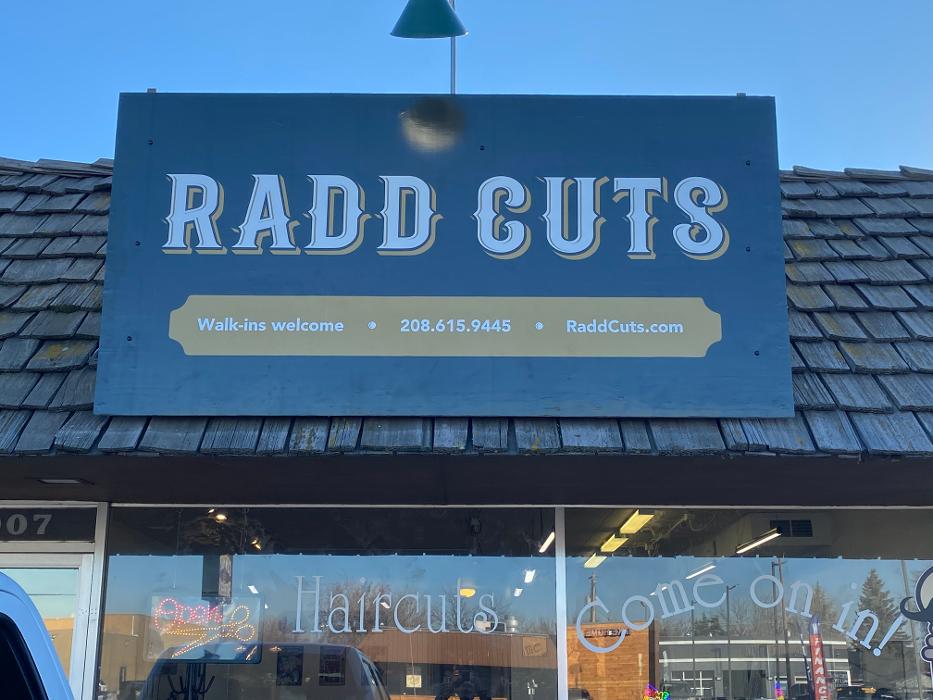 RADD CUTS
Walk-ins welcome • 208.615.9445 • RaddCuts.com
007
Open
Haircuts
Come on in!